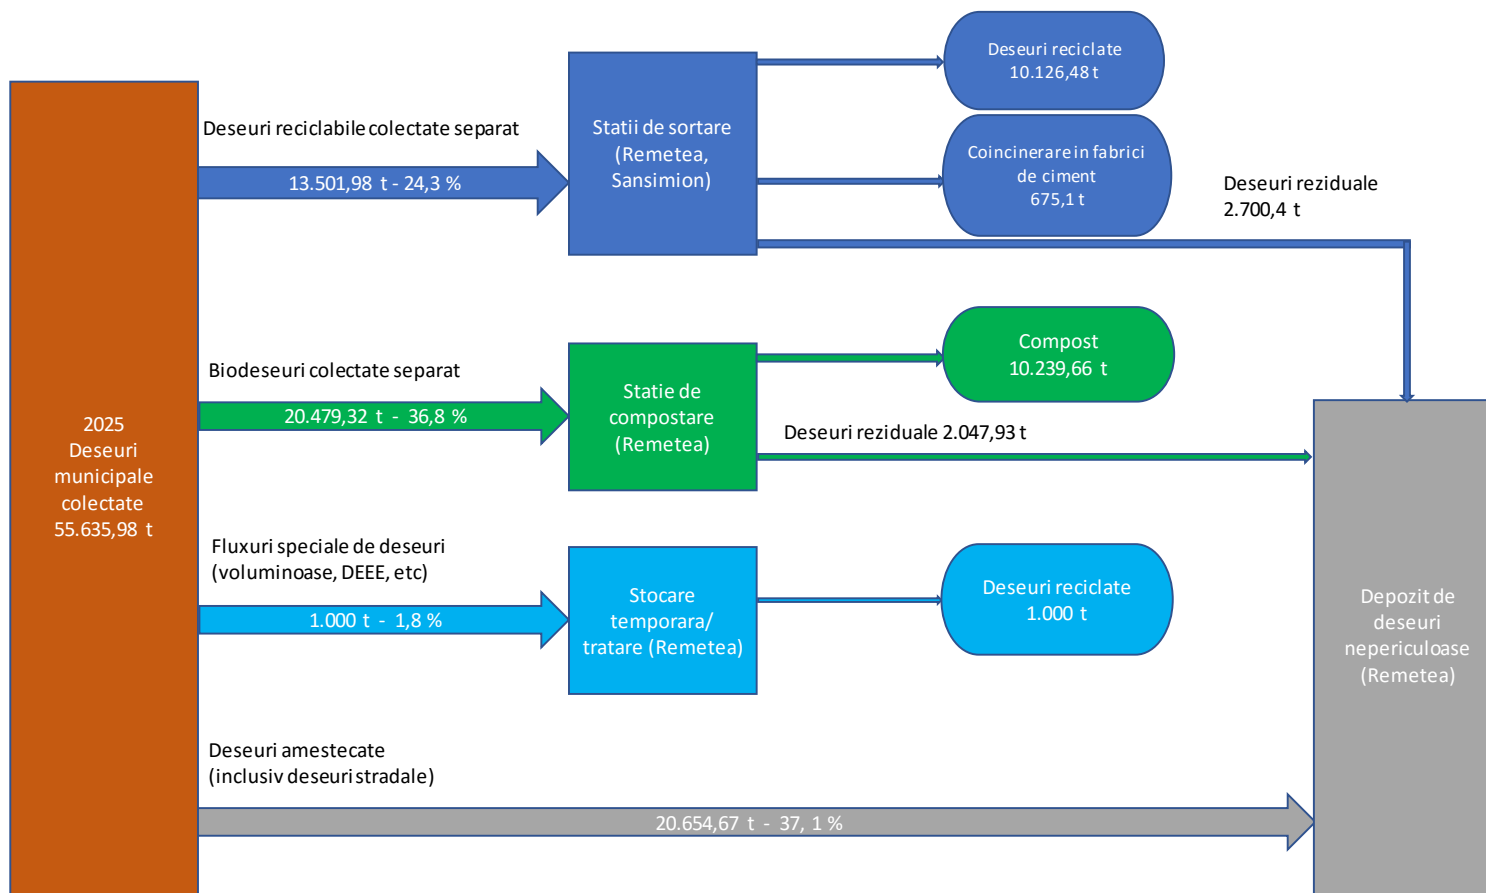 2025
Deseuri
municipale
colectate
55.635,98 t
Deseuri reciclabile colectate separat
13.501,98 t - 24,3 %
Statii de sortare
(Remetea,
Sansimion)
Deseuri reciclate
10.126,48 t
Coincinerare in fabrici
de ciment
675,1 t
Deseuri reziduale
2.700,4 t
Biodeseuri colectate separat
20.479,32 t - 36,8 %
Statie de
compostare
(Remetea)
Compost
10.239,66 t
Deseuri reziduale 2.047,93 t
Fluxuri speciale de deseuri
(voluminoase, DEEE, etc)
1.000 t - 1,8 %
Stocare
temporara/
tratare (Remetea)
Deseuri reciclate
1.000 t
Depozit de
deseuri
nepericuloase
(Remetea)
Deseuri amestecate
(inclusiv deseuri stradale)
20.654,67 t - 37, 1 %